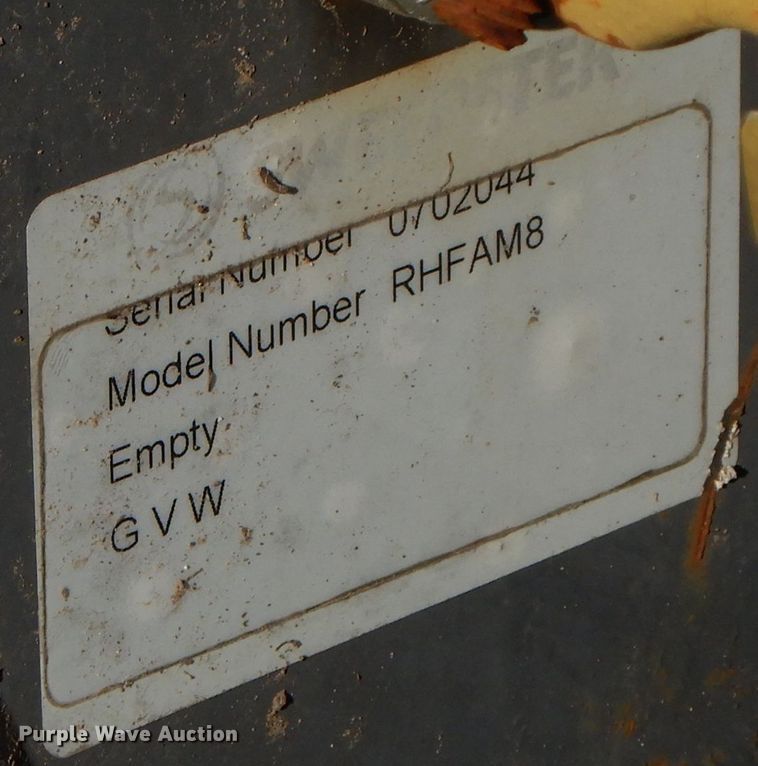 Serial Number 0702044
Model Number RHFAM8
Empty
G V W
Purple Wave Auction